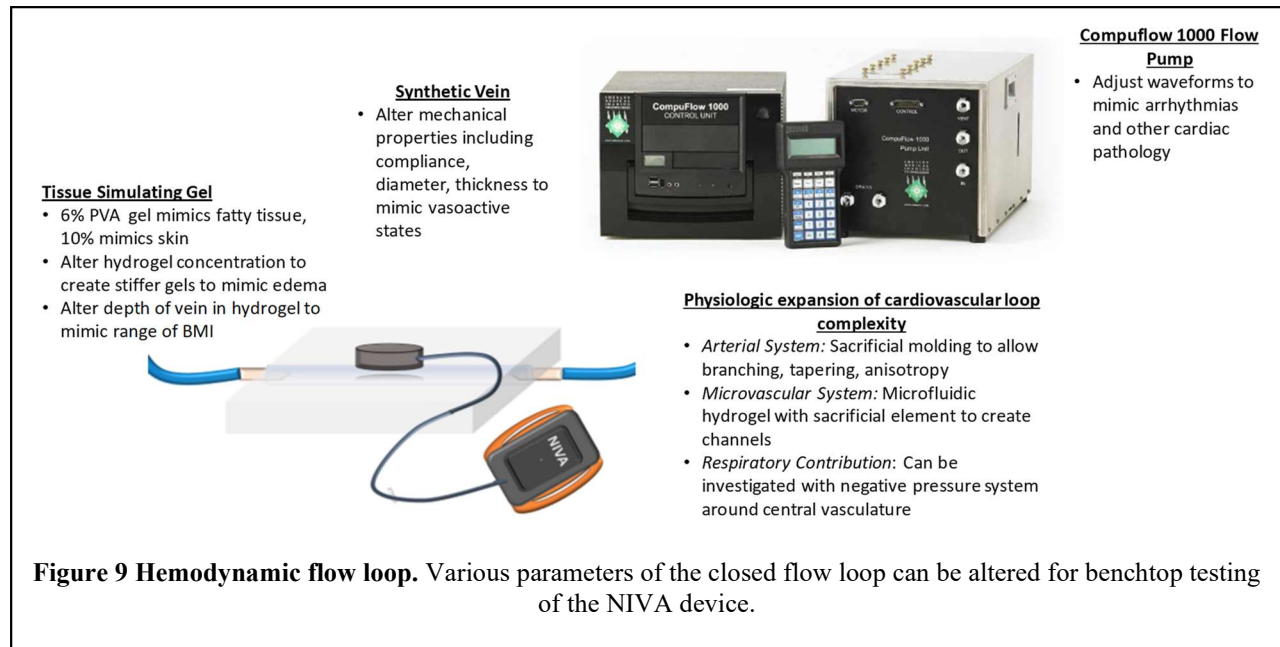 Compuflow 1000 Flow
Pump
• Adjust waveforms to
mimic arrhythmias
and other cardiac
pathology
Synthetic Vein
• Alter mechanical
properties including
compliance,
diameter, thickness to
mimic vasoactive
states
Tissue Simulating Gel
• 6% PVA gel mimics fatty tissue,
10% mimics skin
• Alter hydrogel concentration to
create stiffer gels to mimic edema
• Alter depth of vein in hydrogel to
mimic range of BMI
CompuFlow 1000
CONTROL UNIT
MOTOR
CONTROL
VENT
CompuFlow 1000
Pump Unit
OUT
IN
NIVA
Physiologic expansion of cardiovascular loop
complexity
• Arterial System: Sacrificial molding to allow
branching, tapering, anisotropy
• Microvascular System: Microfluidic
hydrogel with sacrificial element to create
channels
• Respiratory Contribution: Can be
investigated with negative pressure system
around central vasculature
Figure 9 Hemodynamic flow loop. Various parameters of the closed flow loop can be altered for benchtop testing
of the NIVA device.